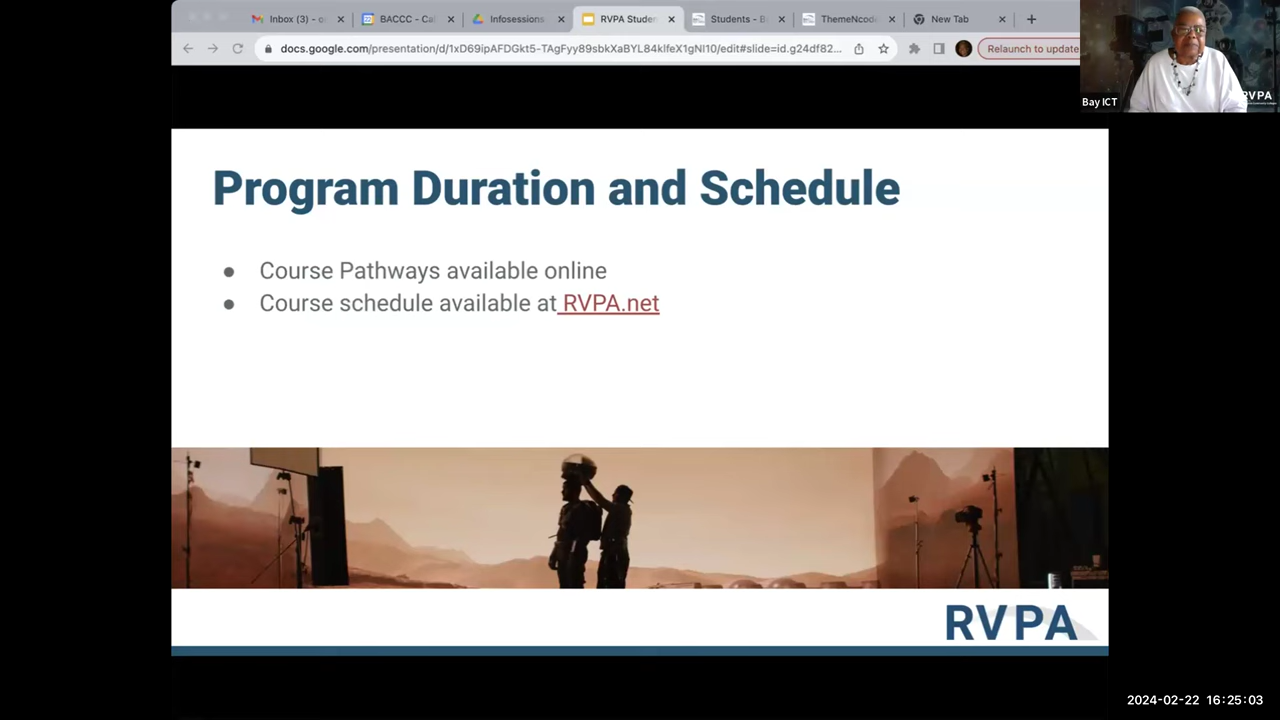 Inbox (3) - o
BACCC - Cal
Infosessions
RVPA Studen
Students - B
ThemeNcode
New Tab
docs.google.com/presentation/d/1xD69ipAFDGkt5-TAgFyy89sbkXaBYL84klfeX1gNl10/edit#slide=id.g24df82...
Relaunch to update
Bay ICT
RVPA
Program Duration and Schedule
● Course Pathways available online
● Course schedule available at RVPA.net
RVPA
2024-02-22 16:25:03